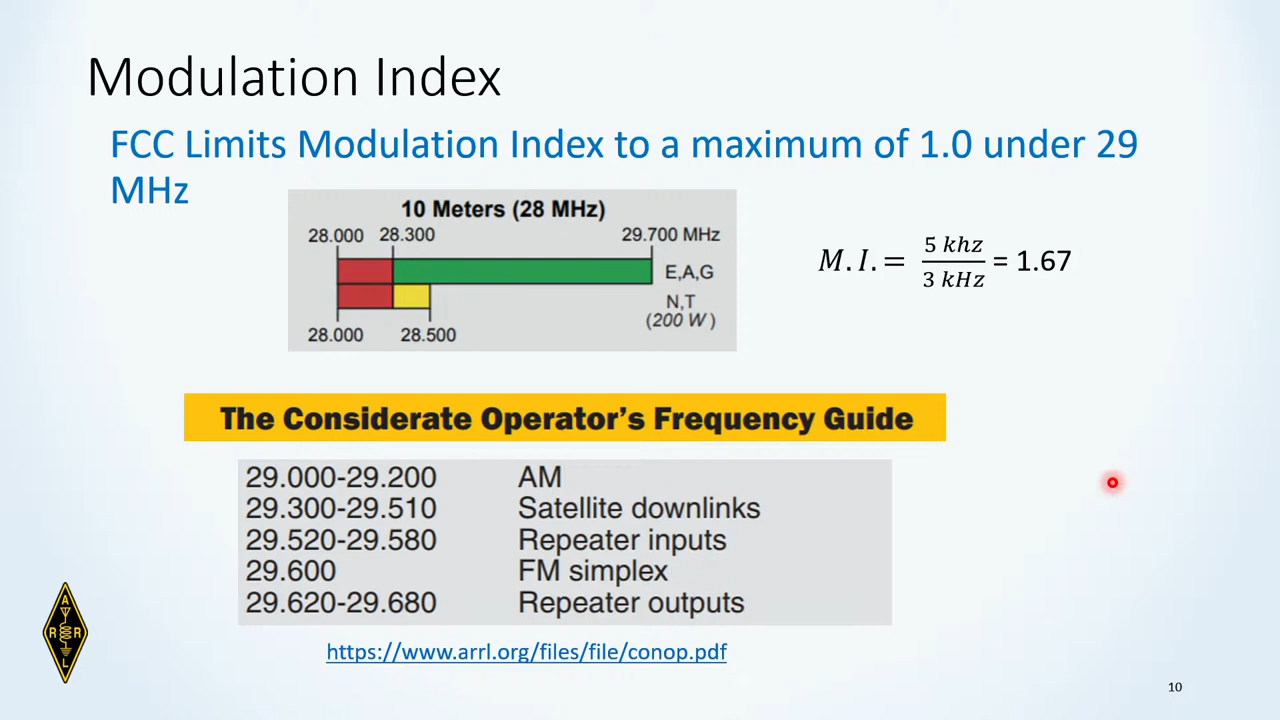 Modulation Index
FCC Limits Modulation Index to a maximum of 1.0 under 29
MHz
10 Meters (28 MHz)
28.000 28.300 29.700 MHz
E,A,G
N,T
(200 W)
28.000 28.500
M.I.= 5 khz / 3 kHz = 1.67
The Considerate Operator's Frequency Guide
29.000-29.200 AM
29.300-29.510 Satellite downlinks
29.520-29.580 Repeater inputs
29.600 FM simplex
29.620-29.680 Repeater outputs
https://www.arrl.org/files/file/conop.pdf
A
R R
L
10